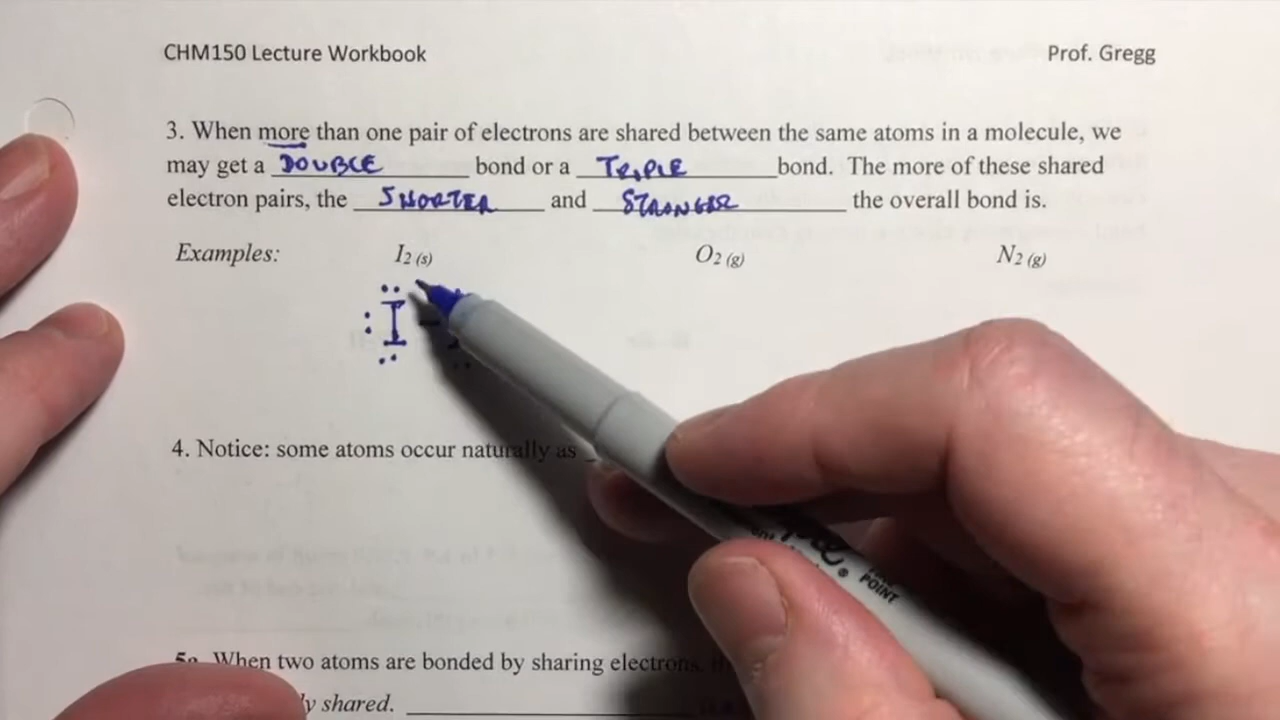 CHM150 Lecture Workbook Prof. Gregg
3. When more than one pair of electrons are shared between the same atoms in a molecule, we
may get a DOUBLE bond or a TRIPLE bond. The more of these shared
electron pairs, the SHORTER and STRONGER the overall bond is.
Examples: I2 (s) O2 (g) N2 (g)
I
4. Notice: some atoms occur naturally as
When two atoms are bonded by sharing electrons,
shared.
POINT